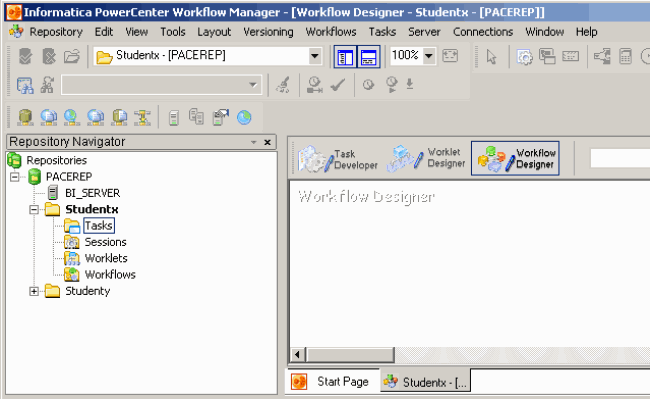 Informatica PowerCenter Workflow Manager - [Workflow Designer - Studentx - [PACEREP]]
Repository Edit View Tools Layout Versioning Workflows Tasks Server Connections Window Help
Studentx - [PACEREP] 100%
Repository Navigator
Repositories
PACEREP
BI_SERVER
Studentx
Tasks
Sessions
Worklets
Workflows
Studenty
Task
Developer
Worklet
Designer
Workflow
Designer
Workflow Designer
Start Page Studentx - [...